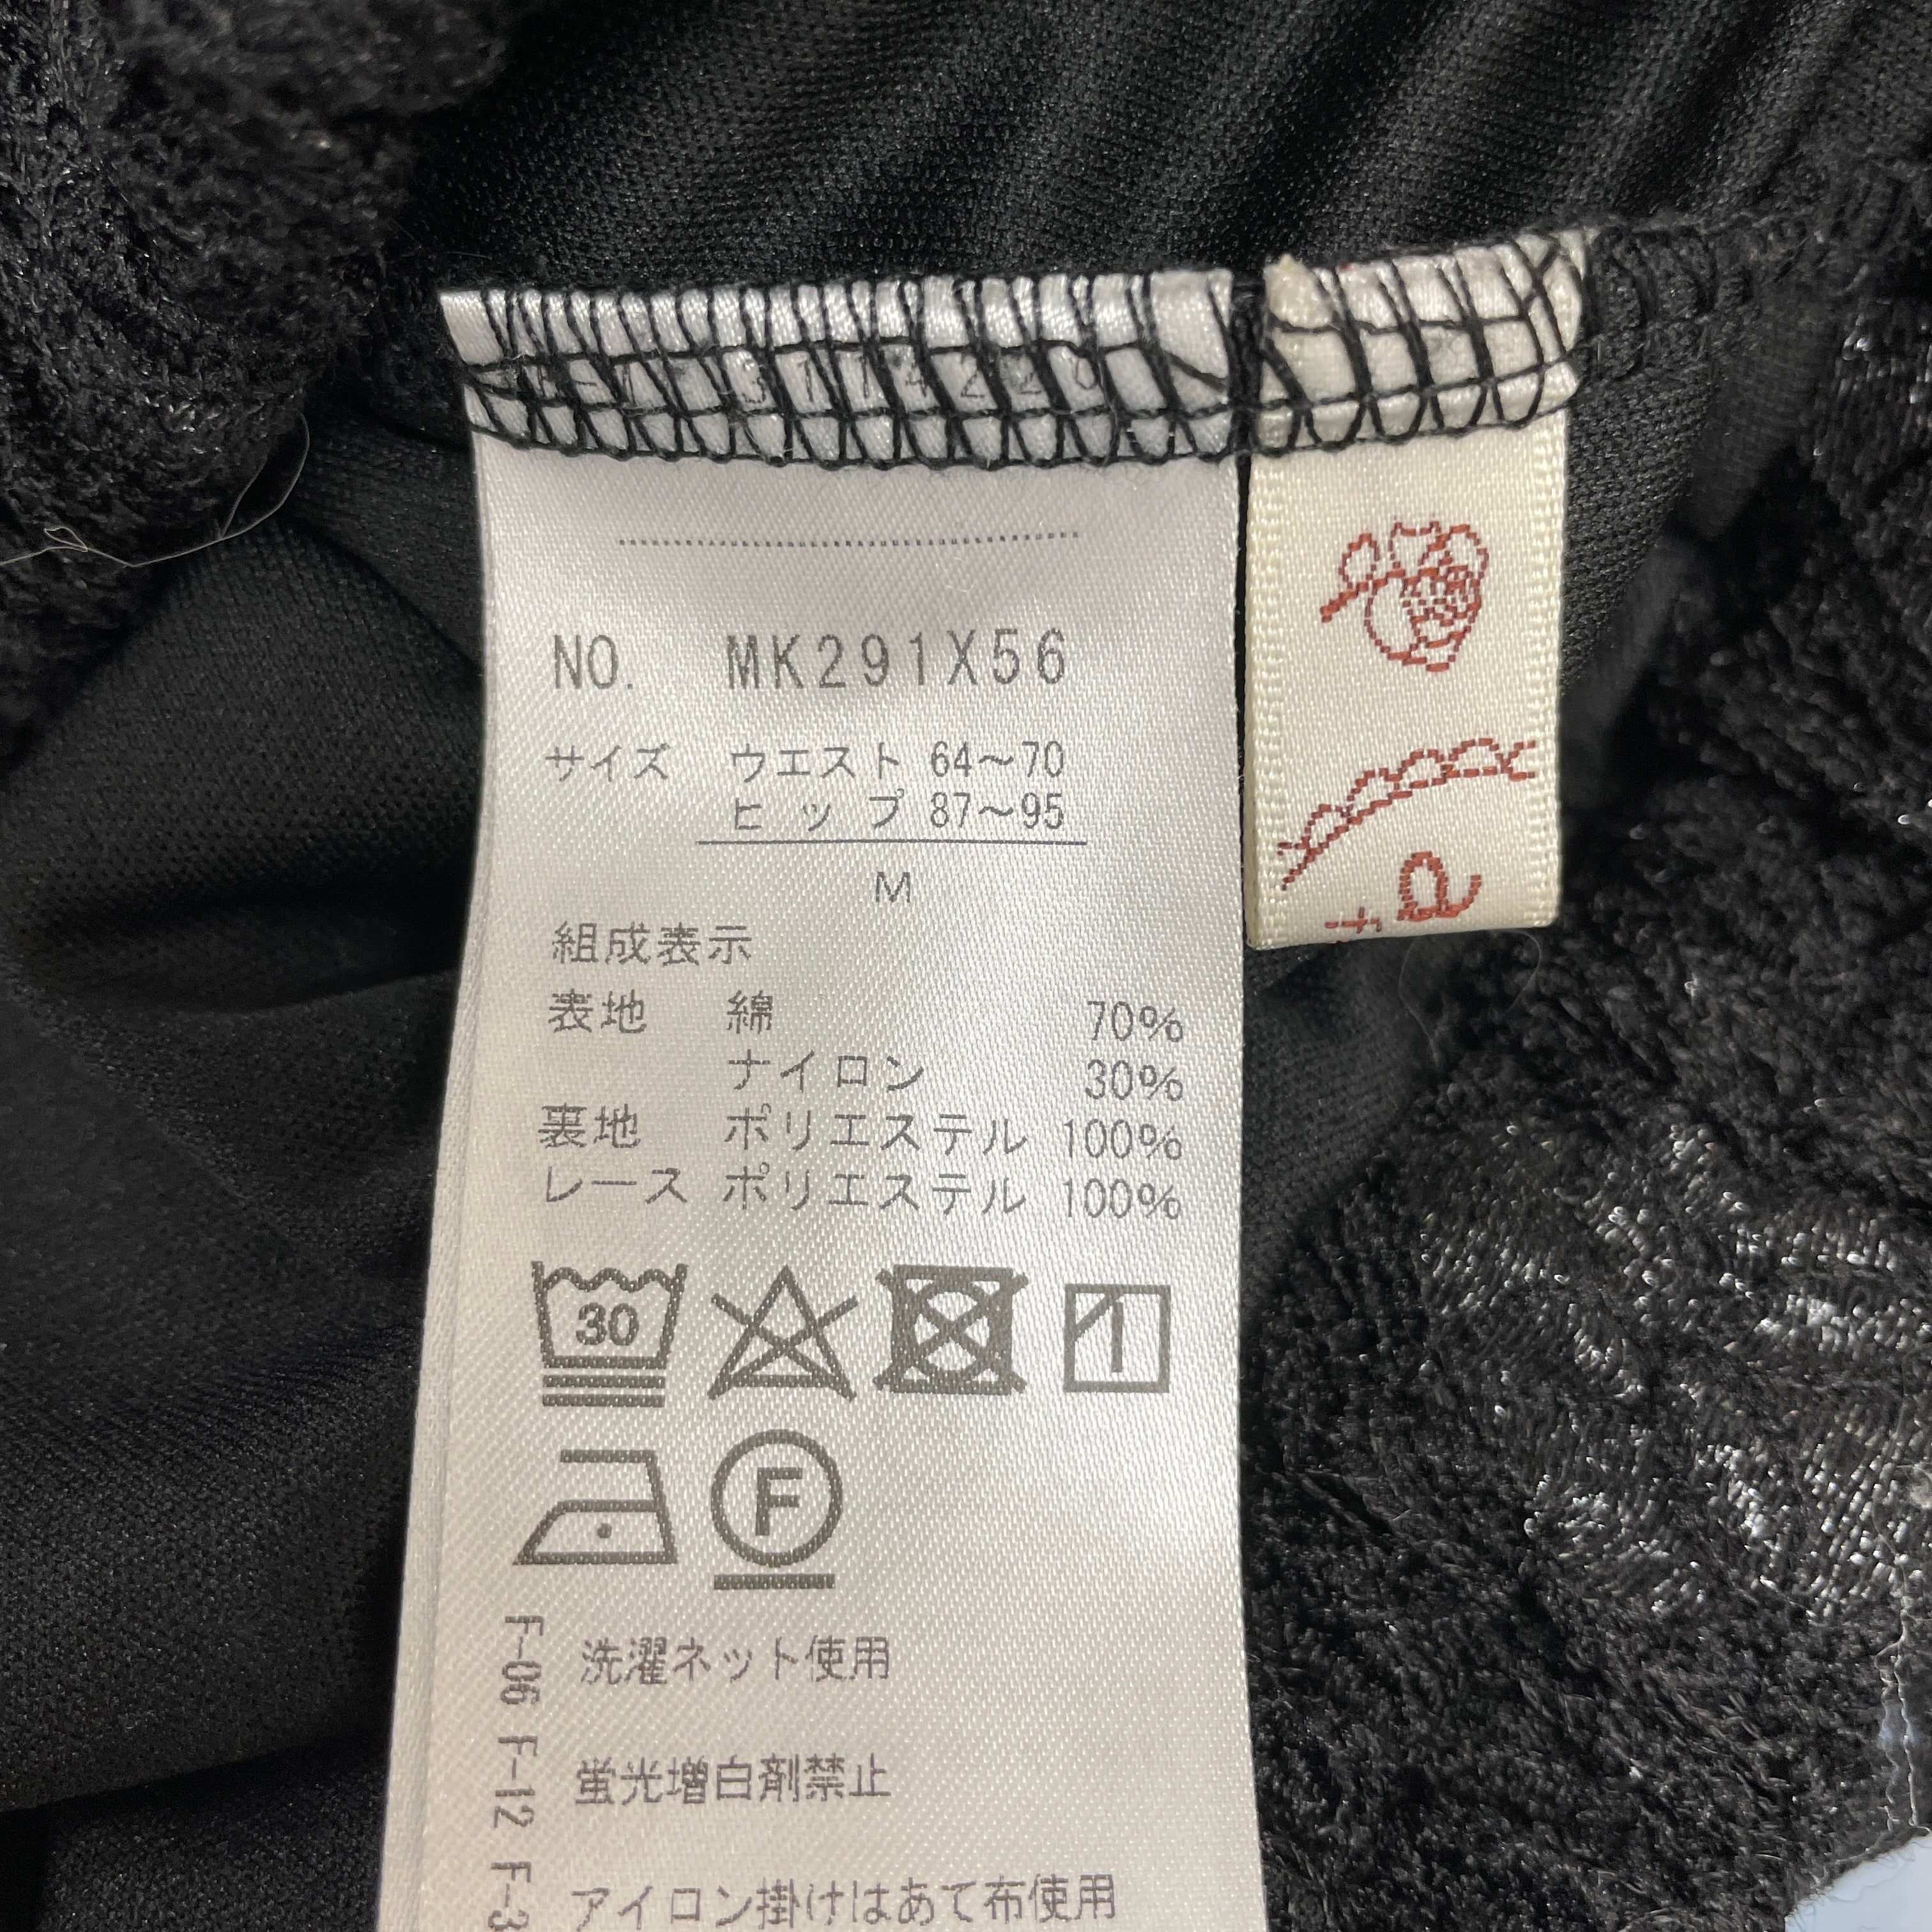 NO. MK291X56
サイズ ウエスト 64～70
ヒップ 87～95
M
組成表示
表地 綿 70%
ナイロン 30%
裏地 ポリエステル 100%
レース ポリエステル 100%
30
F
洗濯ネット使用
蛍光増白剤禁止
アイロン掛けはあて布使用
F-06 F-12 F-3